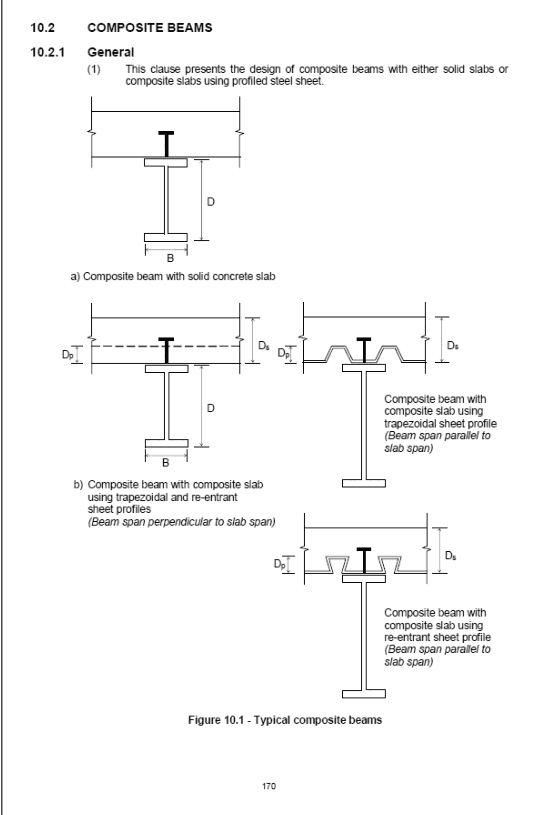 10.2 COMPOSITE BEAMS
10.2.1 General
(1) This clause presents the design of composite beams with either solid slabs or
composite slabs using profiled steel sheet.
D
B
a) Composite beam with solid concrete slab
Dp
Ds
D
B
b) Composite beam with composite slab
using trapezoidal and re-entrant
sheet profiles
(Beam span perpendicular to slab span)
Dp
Ds
Composite beam with
composite slab using
trapezoidal sheet profile
(Beam span parallel to
slab span)
Dp
Ds
Composite beam with
composite slab using
re-entrant sheet profile
(Beam span parallel to
slab span)
Figure 10.1 - Typical composite beams
170